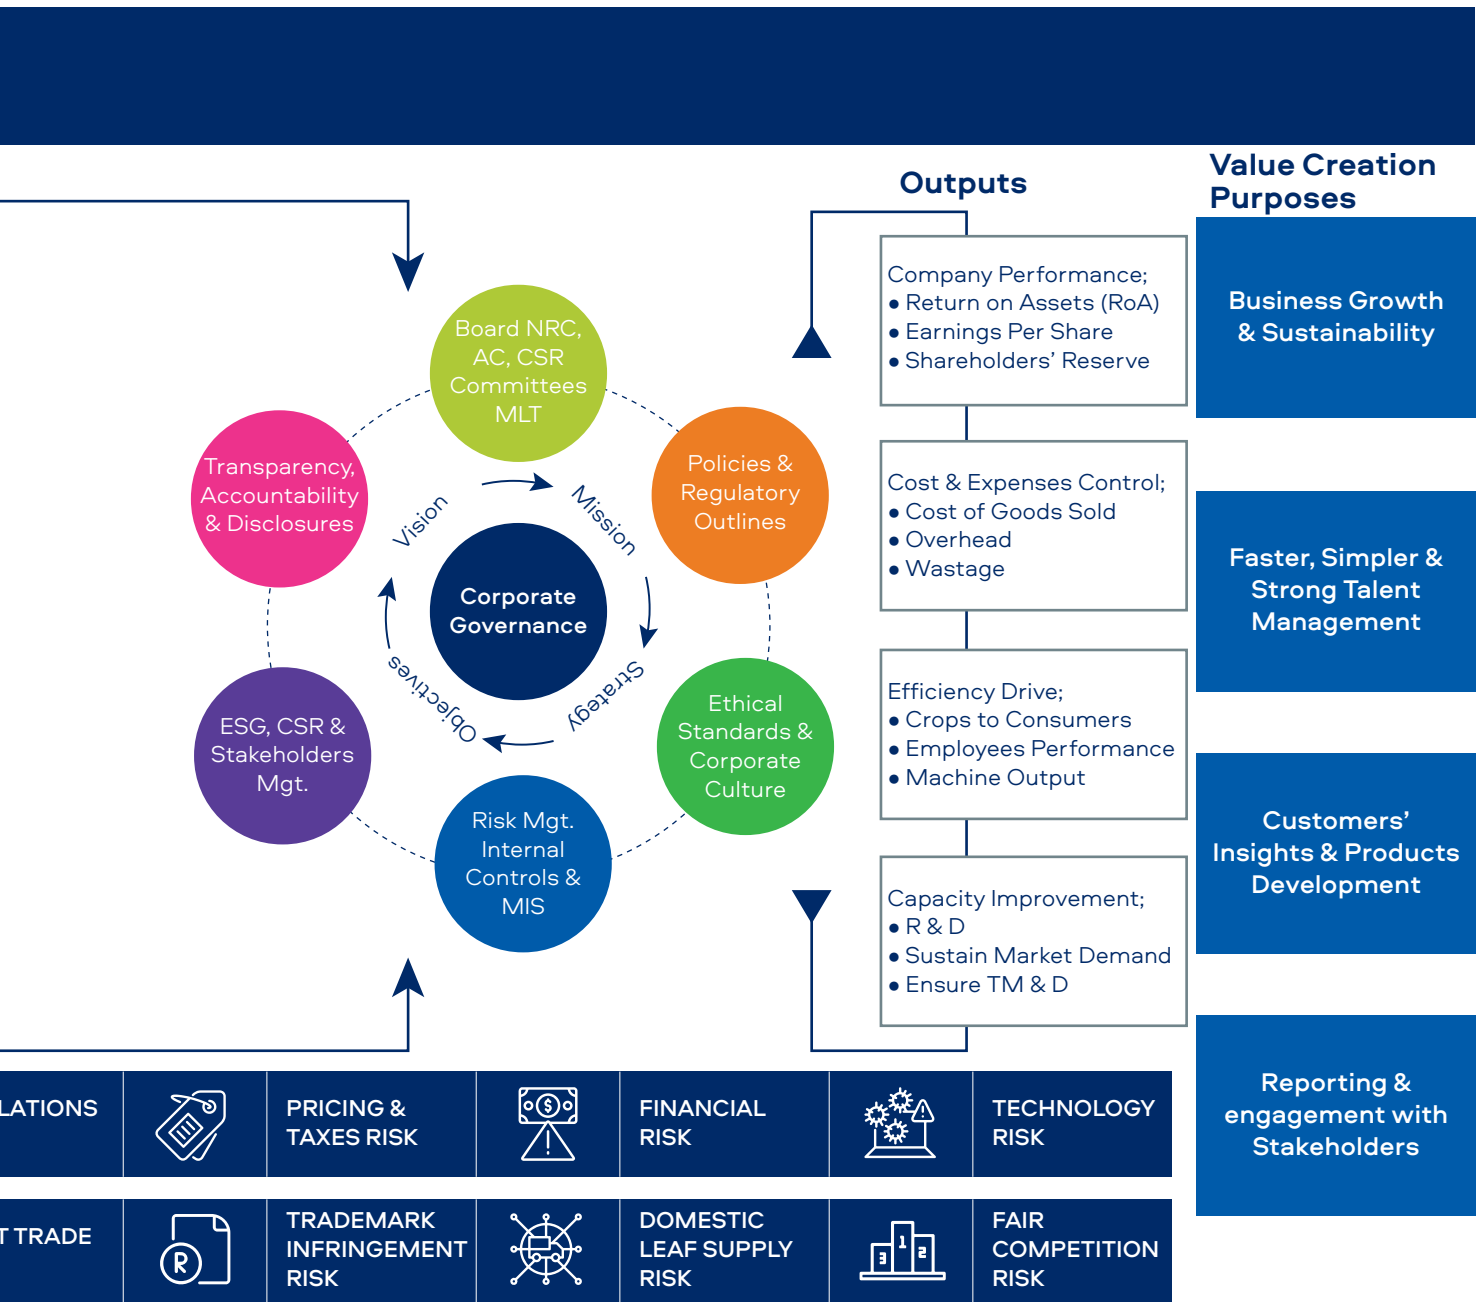 Outputs
Value Creation
Purposes
Board NRC,
AC, CSR
Committees
MLT
Policies &
Regulatory
Outlines
Ethical
Standards &
Corporate
Culture
Risk Mgt.
Internal
Controls &
MIS
ESG, CSR &
Stakeholders
Mgt.
Transparency,
Accountability
& Disclosures
Vision
Mission
Strategy
Objectives
Corporate
Governance
Company Performance;
● Return on Assets (RoA)
● Earnings Per Share
● Shareholders’ Reserve
Cost & Expenses Control;
● Cost of Goods Sold
● Overhead
● Wastage
Efficiency Drive;
● Crops to Consumers
● Employees Performance
● Machine Output
Capacity Improvement;
● R & D
● Sustain Market Demand
● Ensure TM & D
Business Growth
& Sustainability
Faster, Simpler &
Strong Talent
Management
Customers’
Insights & Products
Development
Reporting &
engagement with
Stakeholders
LATIONS
PRICING &
TAXES RISK
FINANCIAL
RISK
TECHNOLOGY
RISK
T TRADE
R
TRADEMARK
INFRINGEMENT
RISK
DOMESTIC
LEAF SUPPLY
RISK
3 1 2
FAIR
COMPETITION
RISK